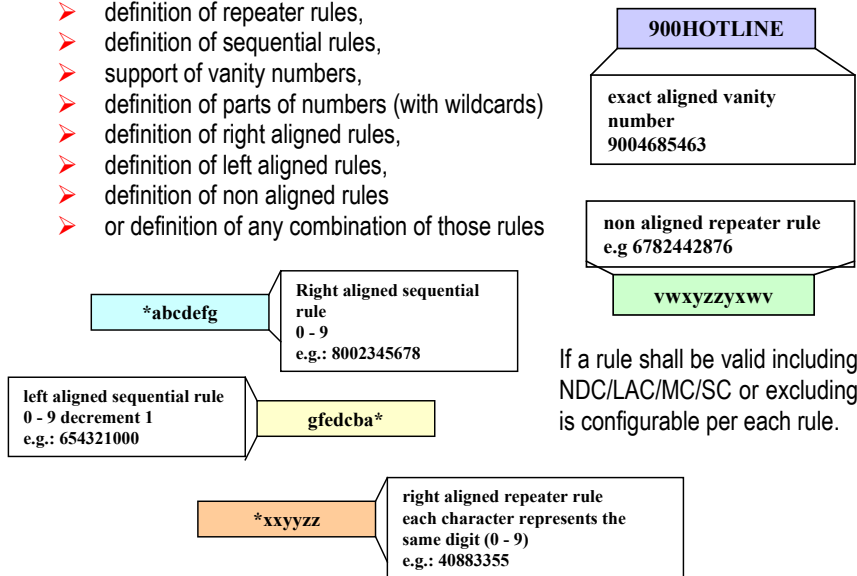 definition of repeater rules,
definition of sequential rules,
support of vanity numbers,
definition of parts of numbers (with wildcards)
definition of right aligned rules,
definition of left aligned rules,
definition of non aligned rules
or definition of any combination of those rules
900HOTLINE
exact aligned vanity
number
9004685463
non aligned repeater rule
e.g 6782442876
vwxyzzyxwv
*abcdefg
Right aligned sequential
rule
0 - 9
e.g.: 8002345678
If a rule shall be valid including
NDC/LAC/MC/SC or excluding
is configurable per each rule.
left aligned sequential rule
0 - 9 decrement 1
e.g.: 654321000
gfedcba*
*xxyyzz
right aligned repeater rule
each character represents the
same digit (0 - 9)
e.g.: 40883355